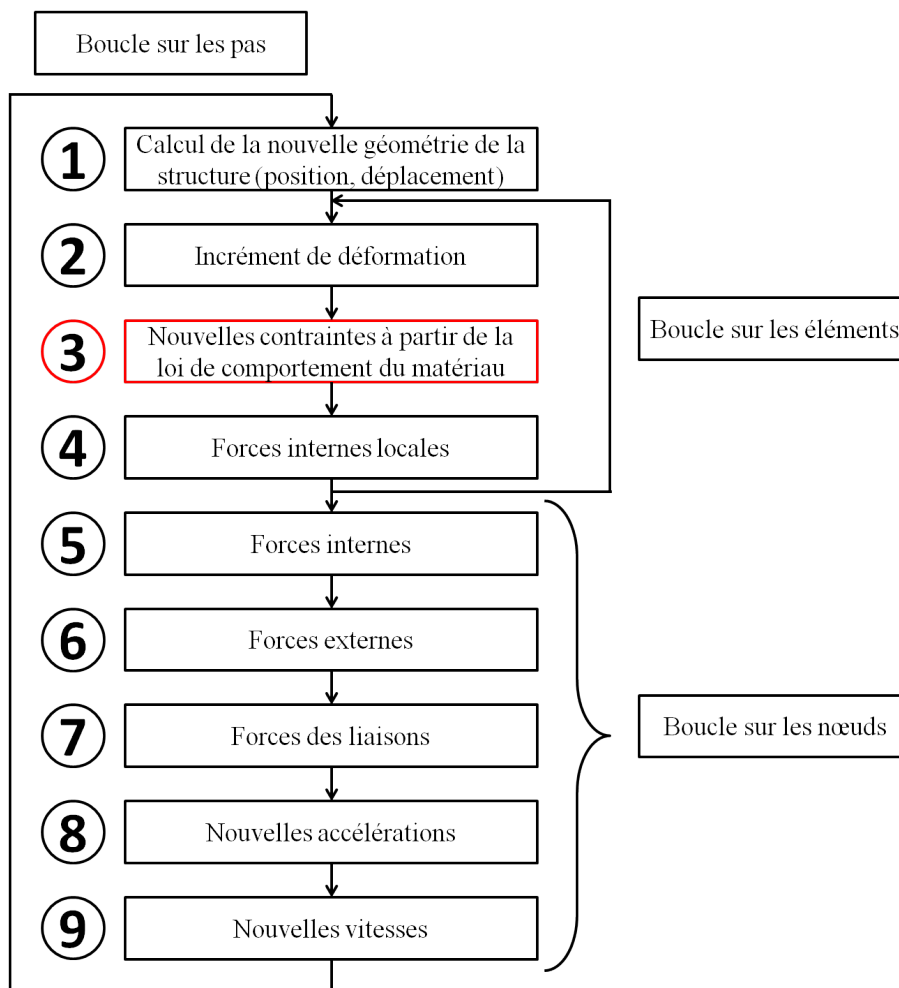 Boucle sur les pas
1
Calcul de la nouvelle géométrie de la
structure (position, déplacement)
2
Incrément de déformation
3
Nouvelles contraintes à partir de la
loi de comportement du matériau
Boucle sur les éléments
4
Forces internes locales
5
Forces internes
6
Forces externes
7
Forces des liaisons
Boucle sur les nœuds
8
Nouvelles accélérations
9
Nouvelles vitesses